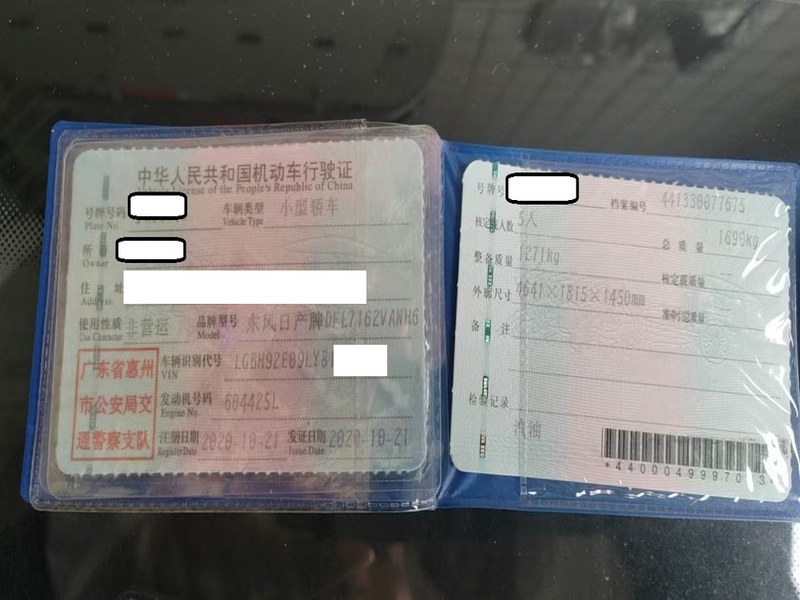 中华人民共和国机动车行驶证
License of the People's Republic of China
号牌号码
Plate No.
车辆类型 小型轿车
Vehicle Type
所
Owner
住 址
Address
使用性质 非营运 品牌型号 东风日产牌DFL7162VANH6
Use Character Model
广东省惠州
市公安局交
通警察支队
车辆识别代号 LGBH92E09LY8
VIN
发动机号码 604425L
Engine No.
注册日期 2020-10-21 发证日期 2020-10-21
Register Date Issue Date
号牌号 档案编号 441330077675
核定 人数 5人 总质量 1690kg
整备质量 1271kg 核定载质量
外廓尺寸 4641×1815×1450mm 准牵引总质量
备 注
检验记录
汽油